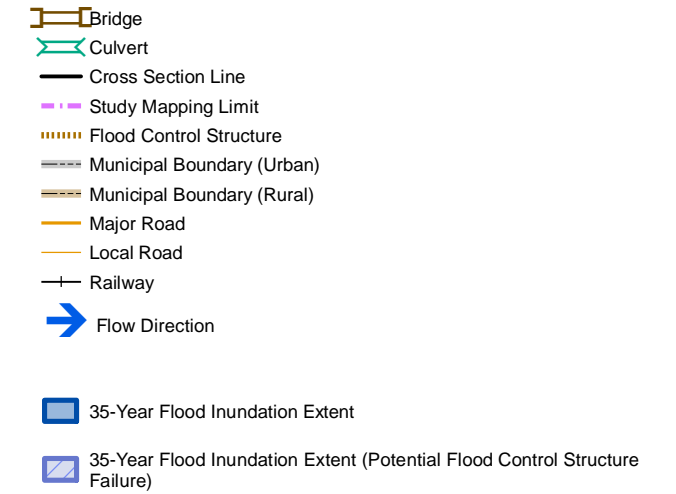 Bridge
Culvert
Cross Section Line
Study Mapping Limit
Flood Control Structure
Municipal Boundary (Urban)
Municipal Boundary (Rural)
Major Road
Local Road
Railway
Flow Direction
35-Year Flood Inundation Extent
35-Year Flood Inundation Extent (Potential Flood Control Structure
Failure)